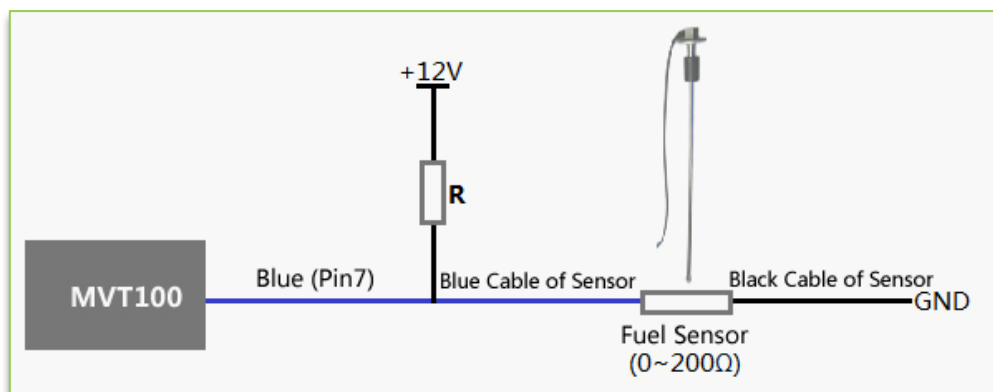 +12V
R
MVT100
Blue (Pin7)
Blue Cable of Sensor
Black Cable of Sensor
GND
Fuel Sensor
(0~200Ω)